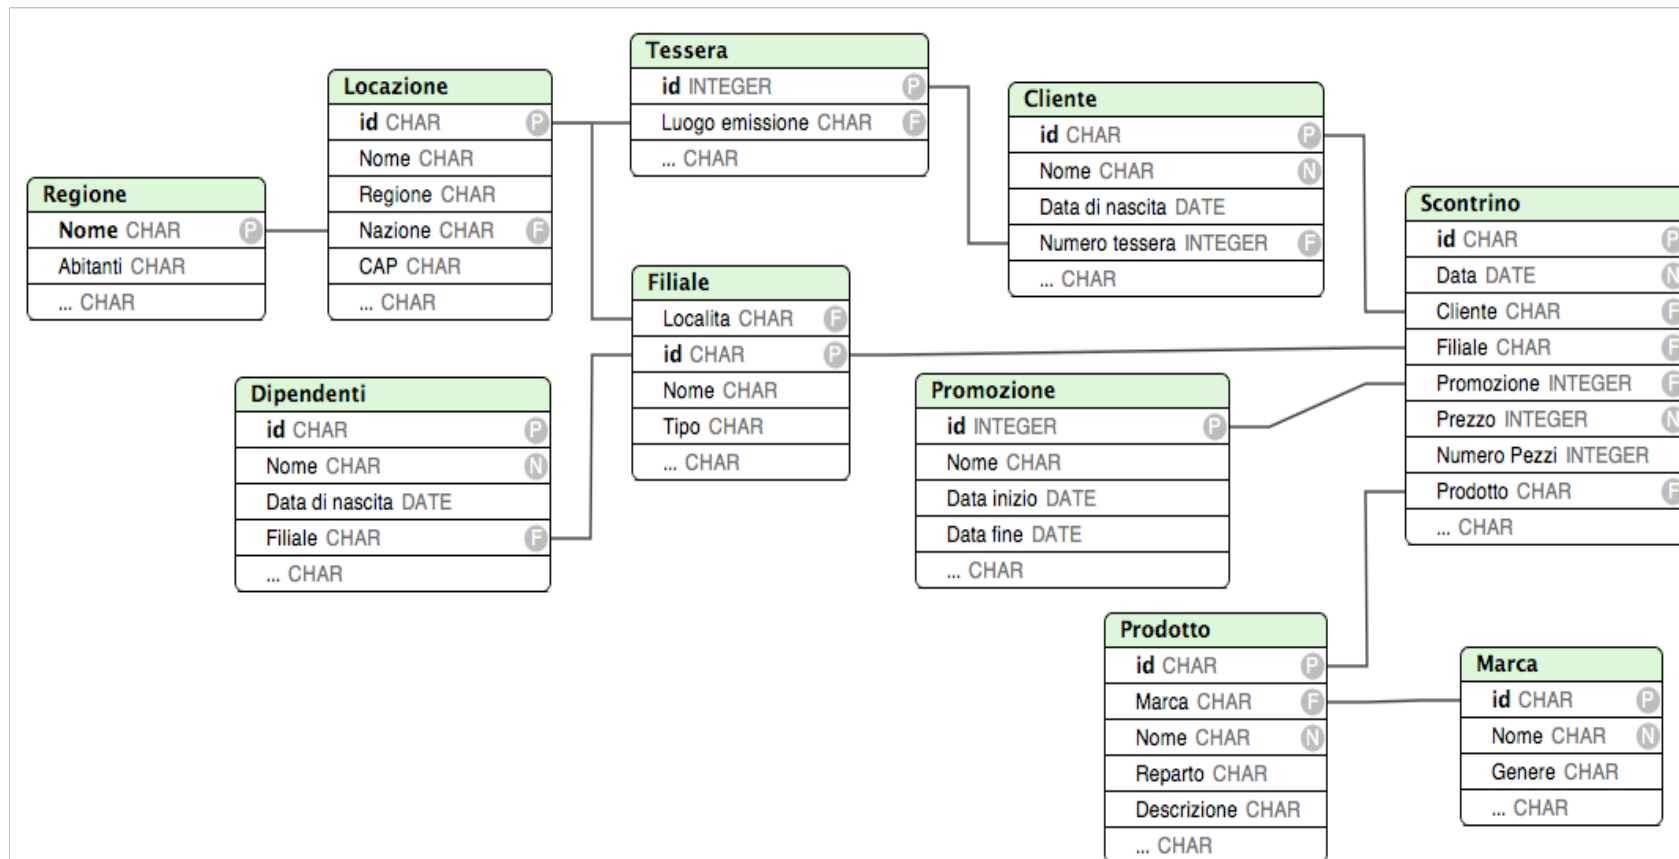 Regione
Nome CHAR P
Abitanti CHAR
... CHAR
Locazione
id CHAR P
Nome CHAR
Regione CHAR
Nazione CHAR F
CAP CHAR
... CHAR
Tessera
id INTEGER P
Luogo emissione CHAR F
... CHAR
Cliente
id CHAR P
Nome CHAR N
Data di nascita DATE
Numero tessera INTEGER F
... CHAR
Scontrino
id CHAR P
Data DATE N
Cliente CHAR F
Filiale CHAR F
Promozione INTEGER F
Prezzo INTEGER N
Numero Pezzi INTEGER
Prodotto CHAR F
... CHAR
Filiale
Localita CHAR F
id CHAR P
Nome CHAR
Tipo CHAR
... CHAR
Dipendenti
id CHAR P
Nome CHAR N
Data di nascita DATE
Filiale CHAR F
... CHAR
Promozione
id INTEGER P
Nome CHAR
Data inizio DATE
Data fine DATE
... CHAR
Prodotto
id CHAR P
Marca CHAR F
Nome CHAR N
Reparto CHAR
Descrizione CHAR
... CHAR
Marca
id CHAR P
Nome CHAR N
Genere CHAR
... CHAR